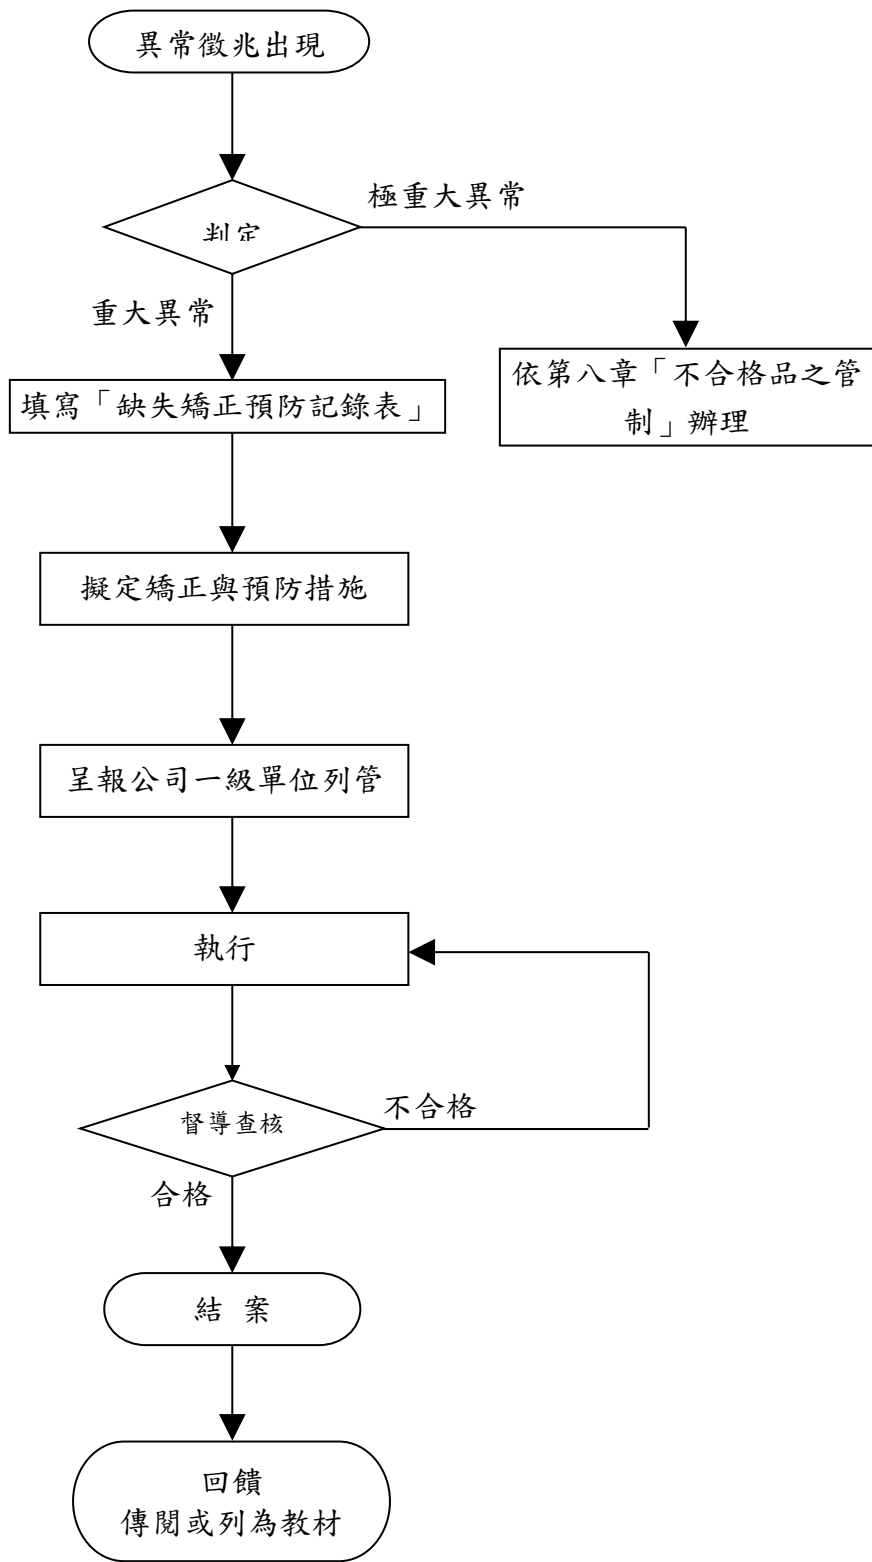 異常徵兆出現
極重大異常
判定
重大異常
依第八章「不合格品之管
制」辦理
填寫「缺失矯正預防記錄表」
擬定矯正與預防措施
呈報公司一級單位列管
執行
督導查核
不合格
合格
結 案
回饋
傳閱或列為教材